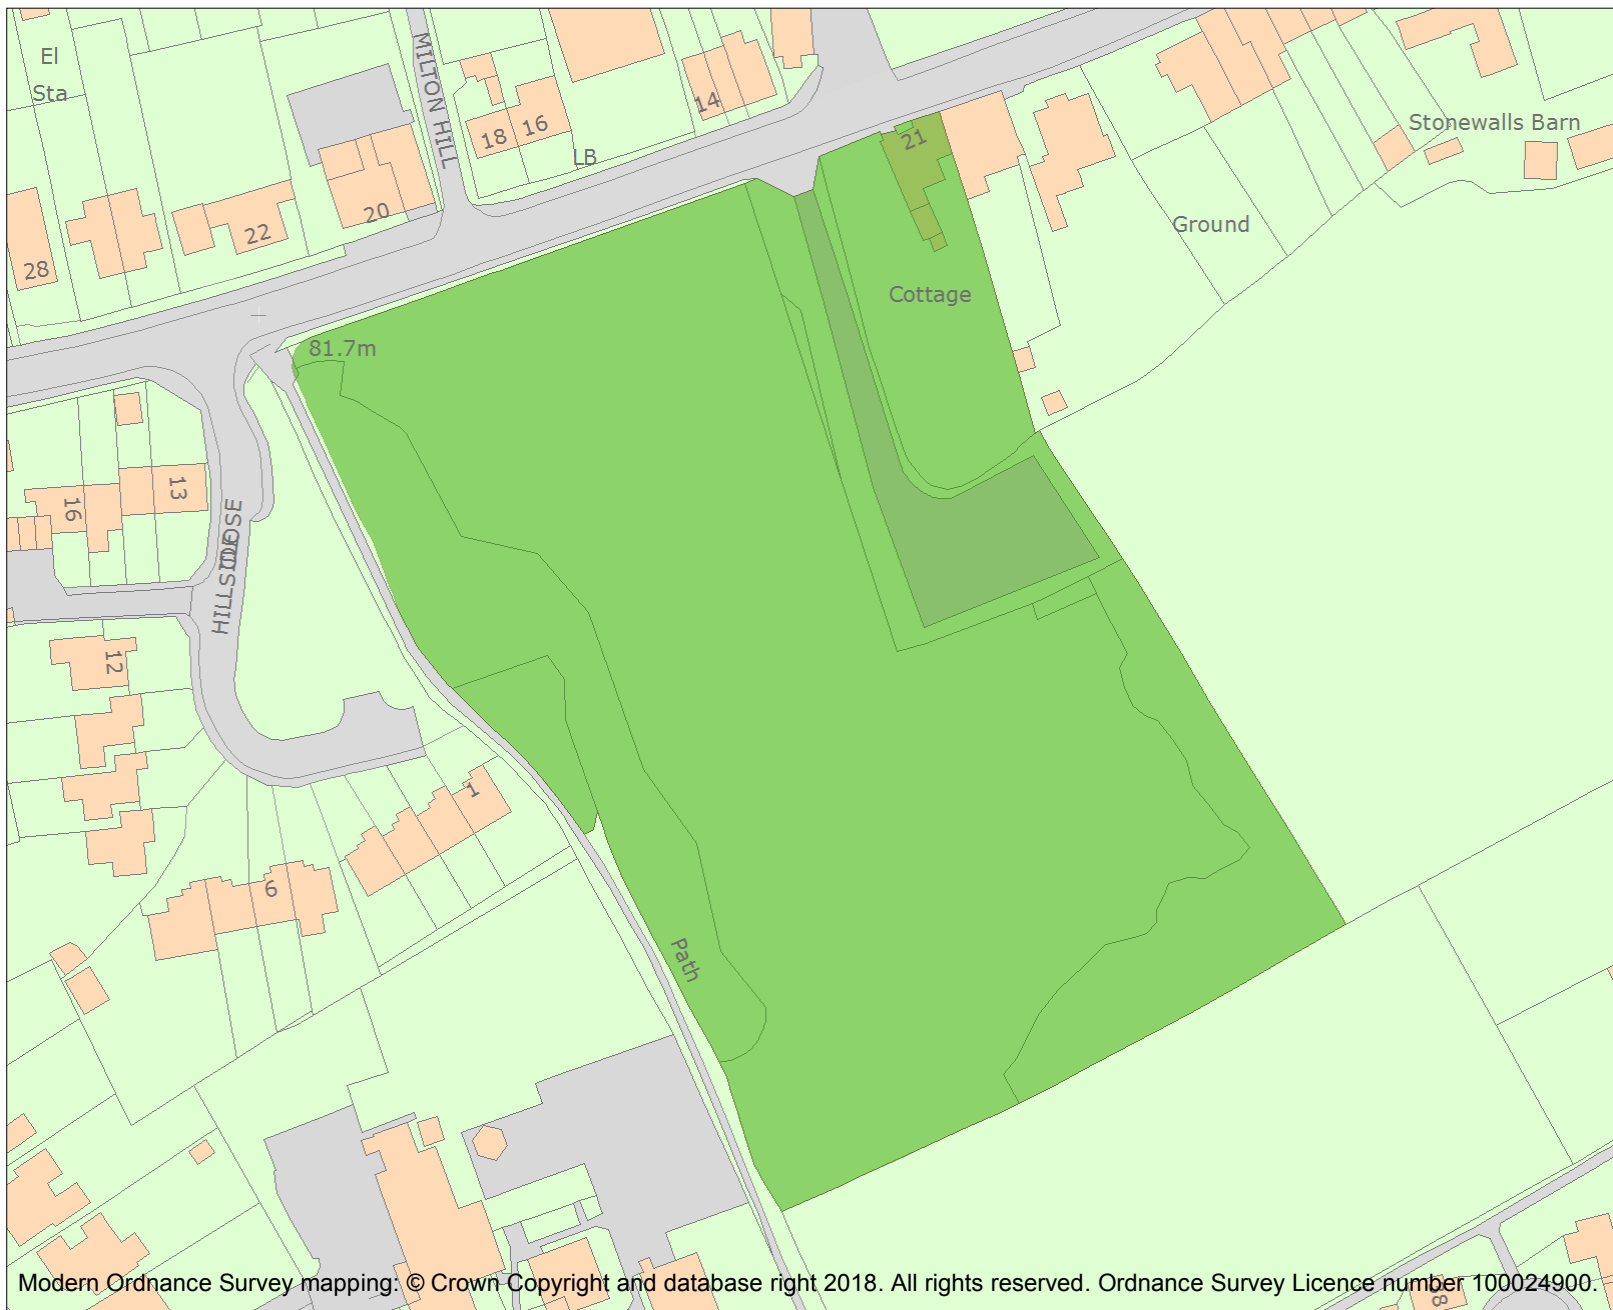 El
Sta
MILTON HILL
18
16
14
LB
21
Stonewalls Barn
28
22
20
Ground
Cottage
81.7m
16
13
HILLSIDE
12
1
6
Path
Modern Ordnance Survey mapping: © Crown Copyright and database right 2018. All rights reserved. Ordnance Survey Licence number 100024900.